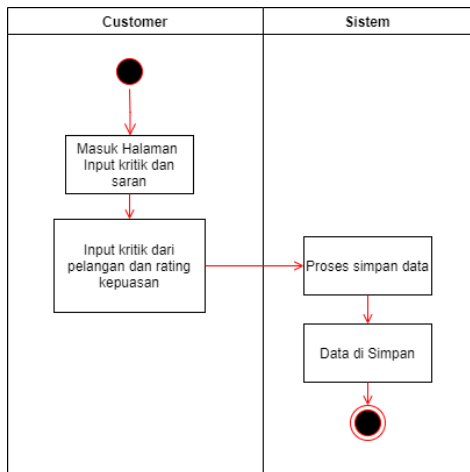 Customer
Sistem
Masuk Halaman
Input kritik dan
saran
Input kritik dari
pelangan dan rating
kepuasan
Proses simpan data
Data di Simpan